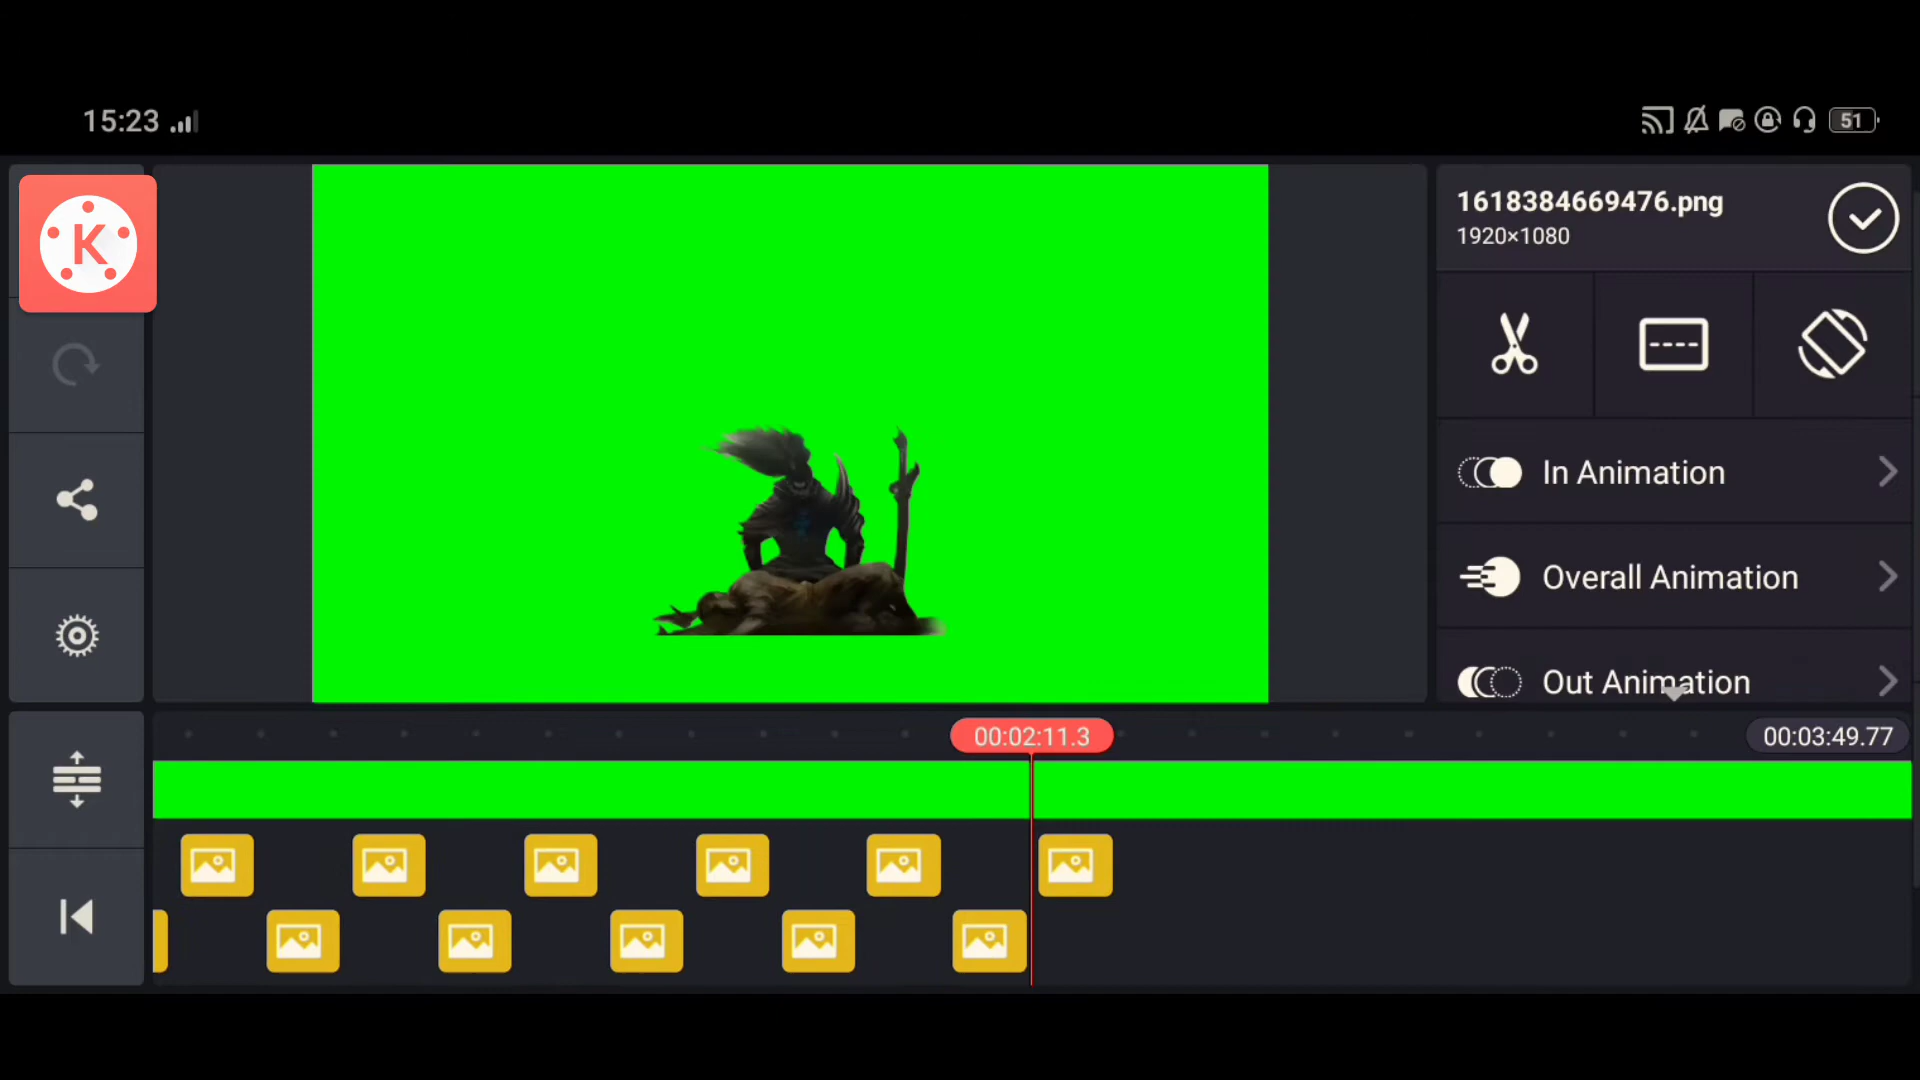 15:23
51
K
1618384669476.png
1920×1080
In Animation
Overall Animation
Out Animation
00:02:11.3
00:03:49.77